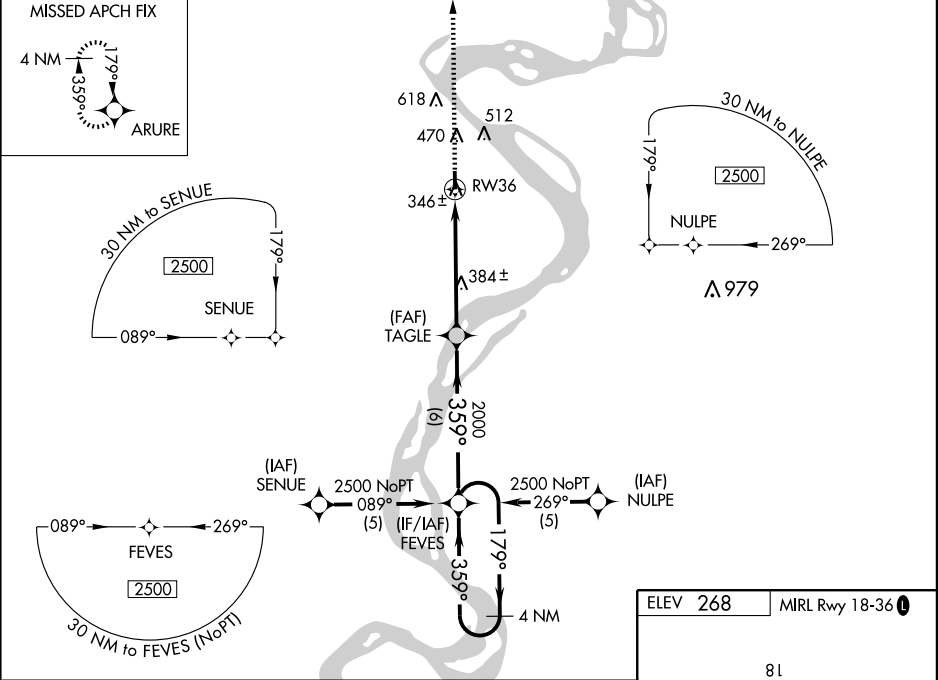 MISSED APCH FIX
4 NM
179°
359°
ARURE
618
512
470
RW36
346±
30 NM to NULPE
179°
2500
NULPE
269°
979
30 NM to SENUE
179°
2500
SENUE
089°
384±
(FAF)
TAGLE
2000
359°
(6)
(IAF)
SENUE
2500 NoPT
089°
(5)
(IF/IAF)
FEVES
2500 NoPT
269°
(5)
(IAF)
NULPE
179°
359°
4 NM
089°
269°
FEVES
2500
30 NM to FEVES (NoPT)
ELEV 268
MIRL Rwy 18-36 L
18